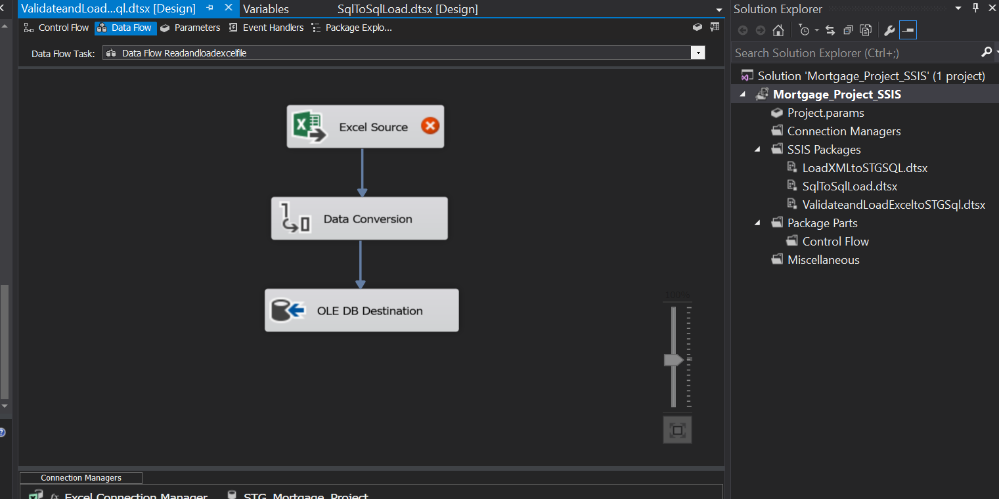 ValidateandLoad...ql.dtsx [Design]
Variables
SqlToSqlLoad.dtsx [Design]
Control Flow
Data Flow
Parameters
Event Handlers
Package Explo...
Data Flow Task:
Data Flow Readandloadexcelfile
Excel Source
Data Conversion
OLE DB Destination
100%
Connection Managers
fx Excel Connection Manager
STG_Mortgage_Project
Solution Explorer
Search Solution Explorer (Ctrl+;)
Solution 'Mortgage_Project_SSIS' (1 project)
Mortgage_Project_SSIS
Project.params
Connection Managers
SSIS Packages
LoadXMLtoSTGSQL.dtsx
SqlToSqlLoad.dtsx
ValidateandLoadExceltoSTGSql.dtsx
Package Parts
Control Flow
Miscellaneous